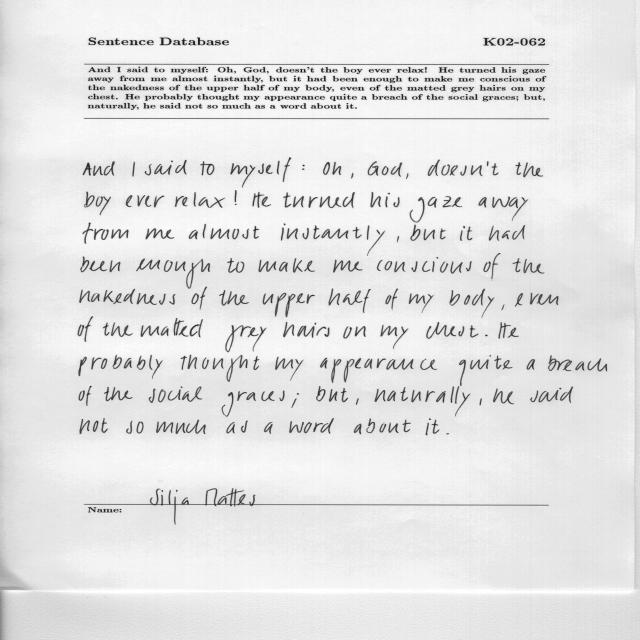 Sentence Database K02-062
And I said to myself: Oh, God, doesn't the boy ever relax! He turned his gaze
away from me almost instantly, but it had been enough to make me conscious of
the nakedness of the upper half of my body, even of the matted grey hairs on my
chest. He probably thought my appearance quite a breach of the social graces; but,
naturally, he said not so much as a word about it.
And I said to myself : Oh, God, doesn't the
boy ever relax! He turned his gaze away
from me almost instantly, but it had
been enough to make me conscious of the
nakedness of the upper half of my body, even
of the matted grey hairs on my chest. He
probably thought my appearance quite a breach
of the social graces; but, naturally, he said
not so much as a word about it.
Name: Silja Mattes